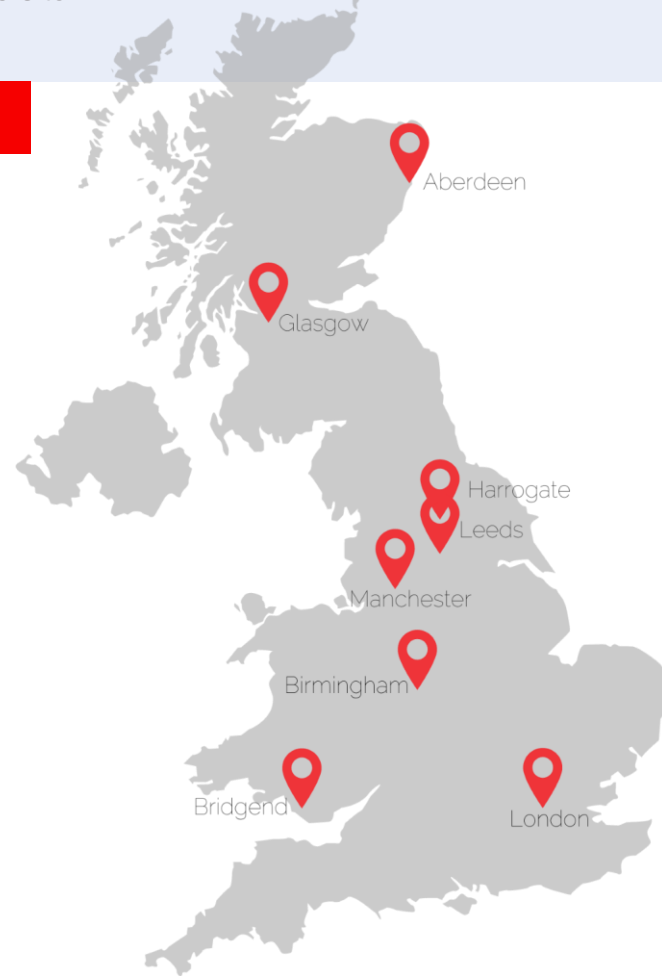 Aberdeen
Glasgow
Harrogate
Leeds
Manchester
Birmingham
Bridgend
London